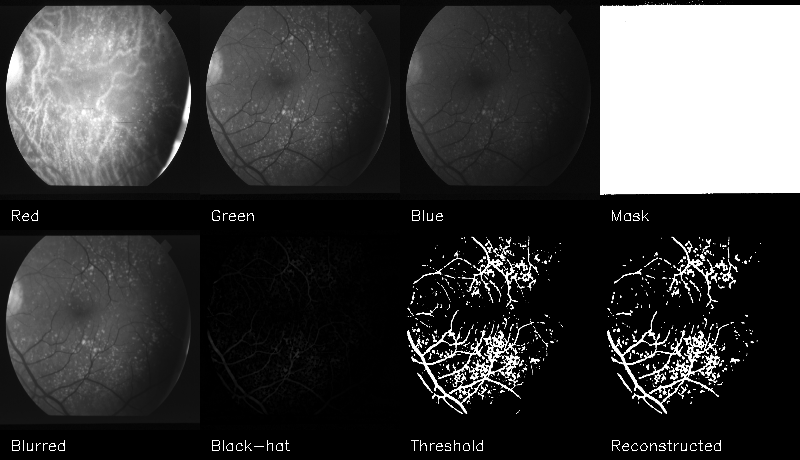 Red
Green
Blue
Mask
Blurred
Black-hat
Threshold
Reconstructed